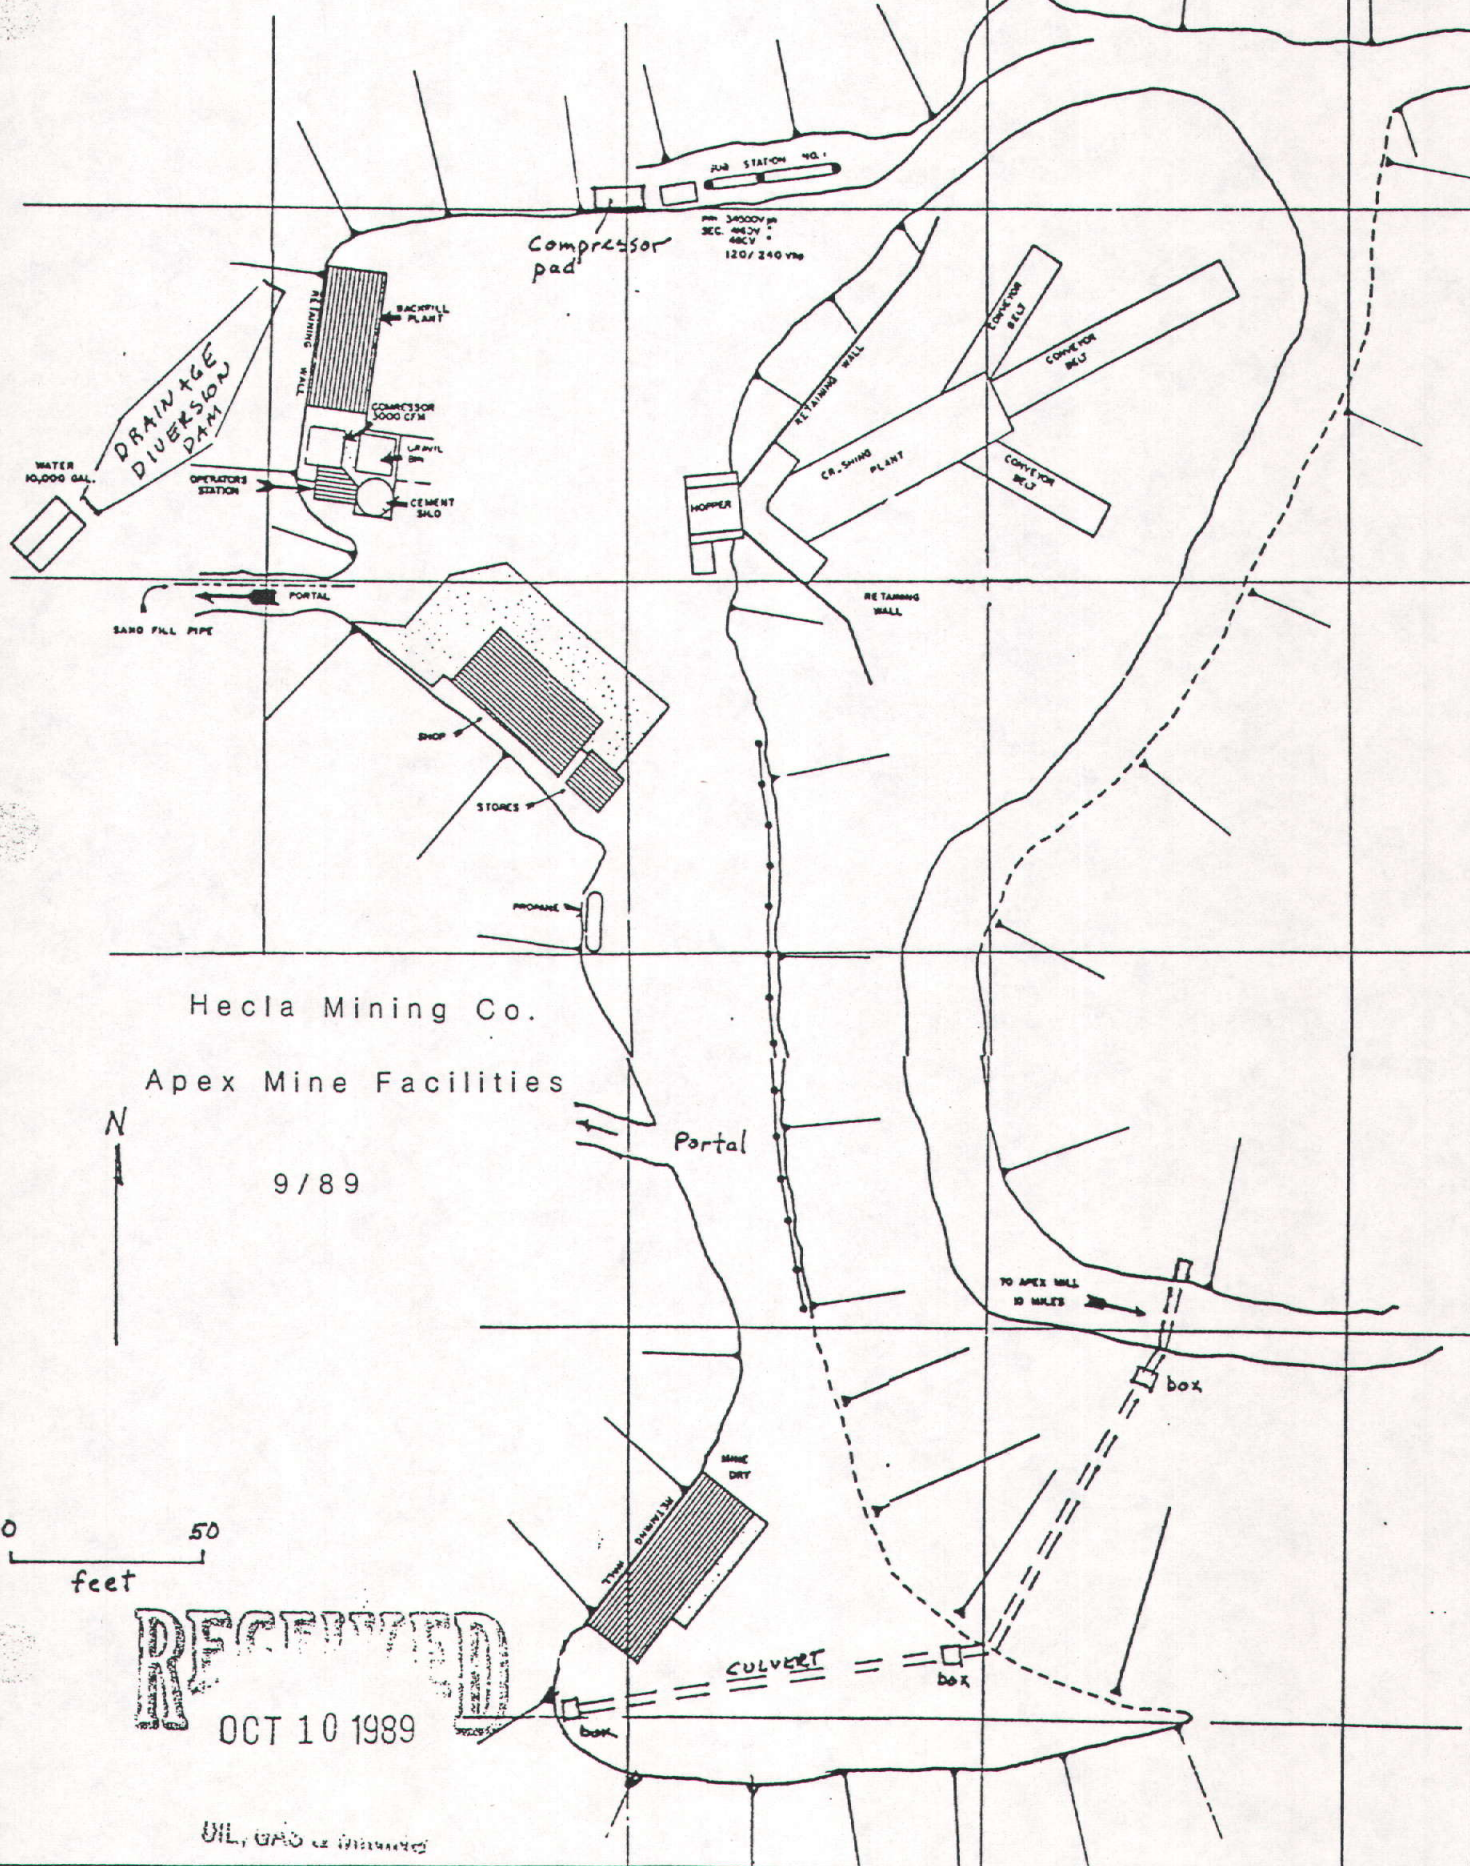 SUB STATION NO. 1
PRI. 34500V
SEC. 4160V
480V
120/240 V
Compressor
pad
RETAINING WALL
BACKFILL
PLANT
COMPRESSOR
3000 CFM
GRAVEL
BIN
CEMENT
SILO
OPERATORS
STATION
DRAINAGE
DIVERSION
DAM
WATER
10,000 GAL.
CONVEYOR
BELT
CONVEYOR
BELT
RETAINING WALL
CRUSHING
PLANT
CONVEYOR
BELT
HOPPER
RETAINING
WALL
PORTAL
SAND FILL PIPE
SHOP
STORES
PROPANE
Hecla Mining Co.
Apex Mine Facilities
N
9/89
Portal
TO APEX MILL
10 MILES
box
MINE
DRY
RETAINING
WALL
0 50
feet
CULVERT
box
box
RECEIVED
OCT 10 1989
OIL, GAS & MINING